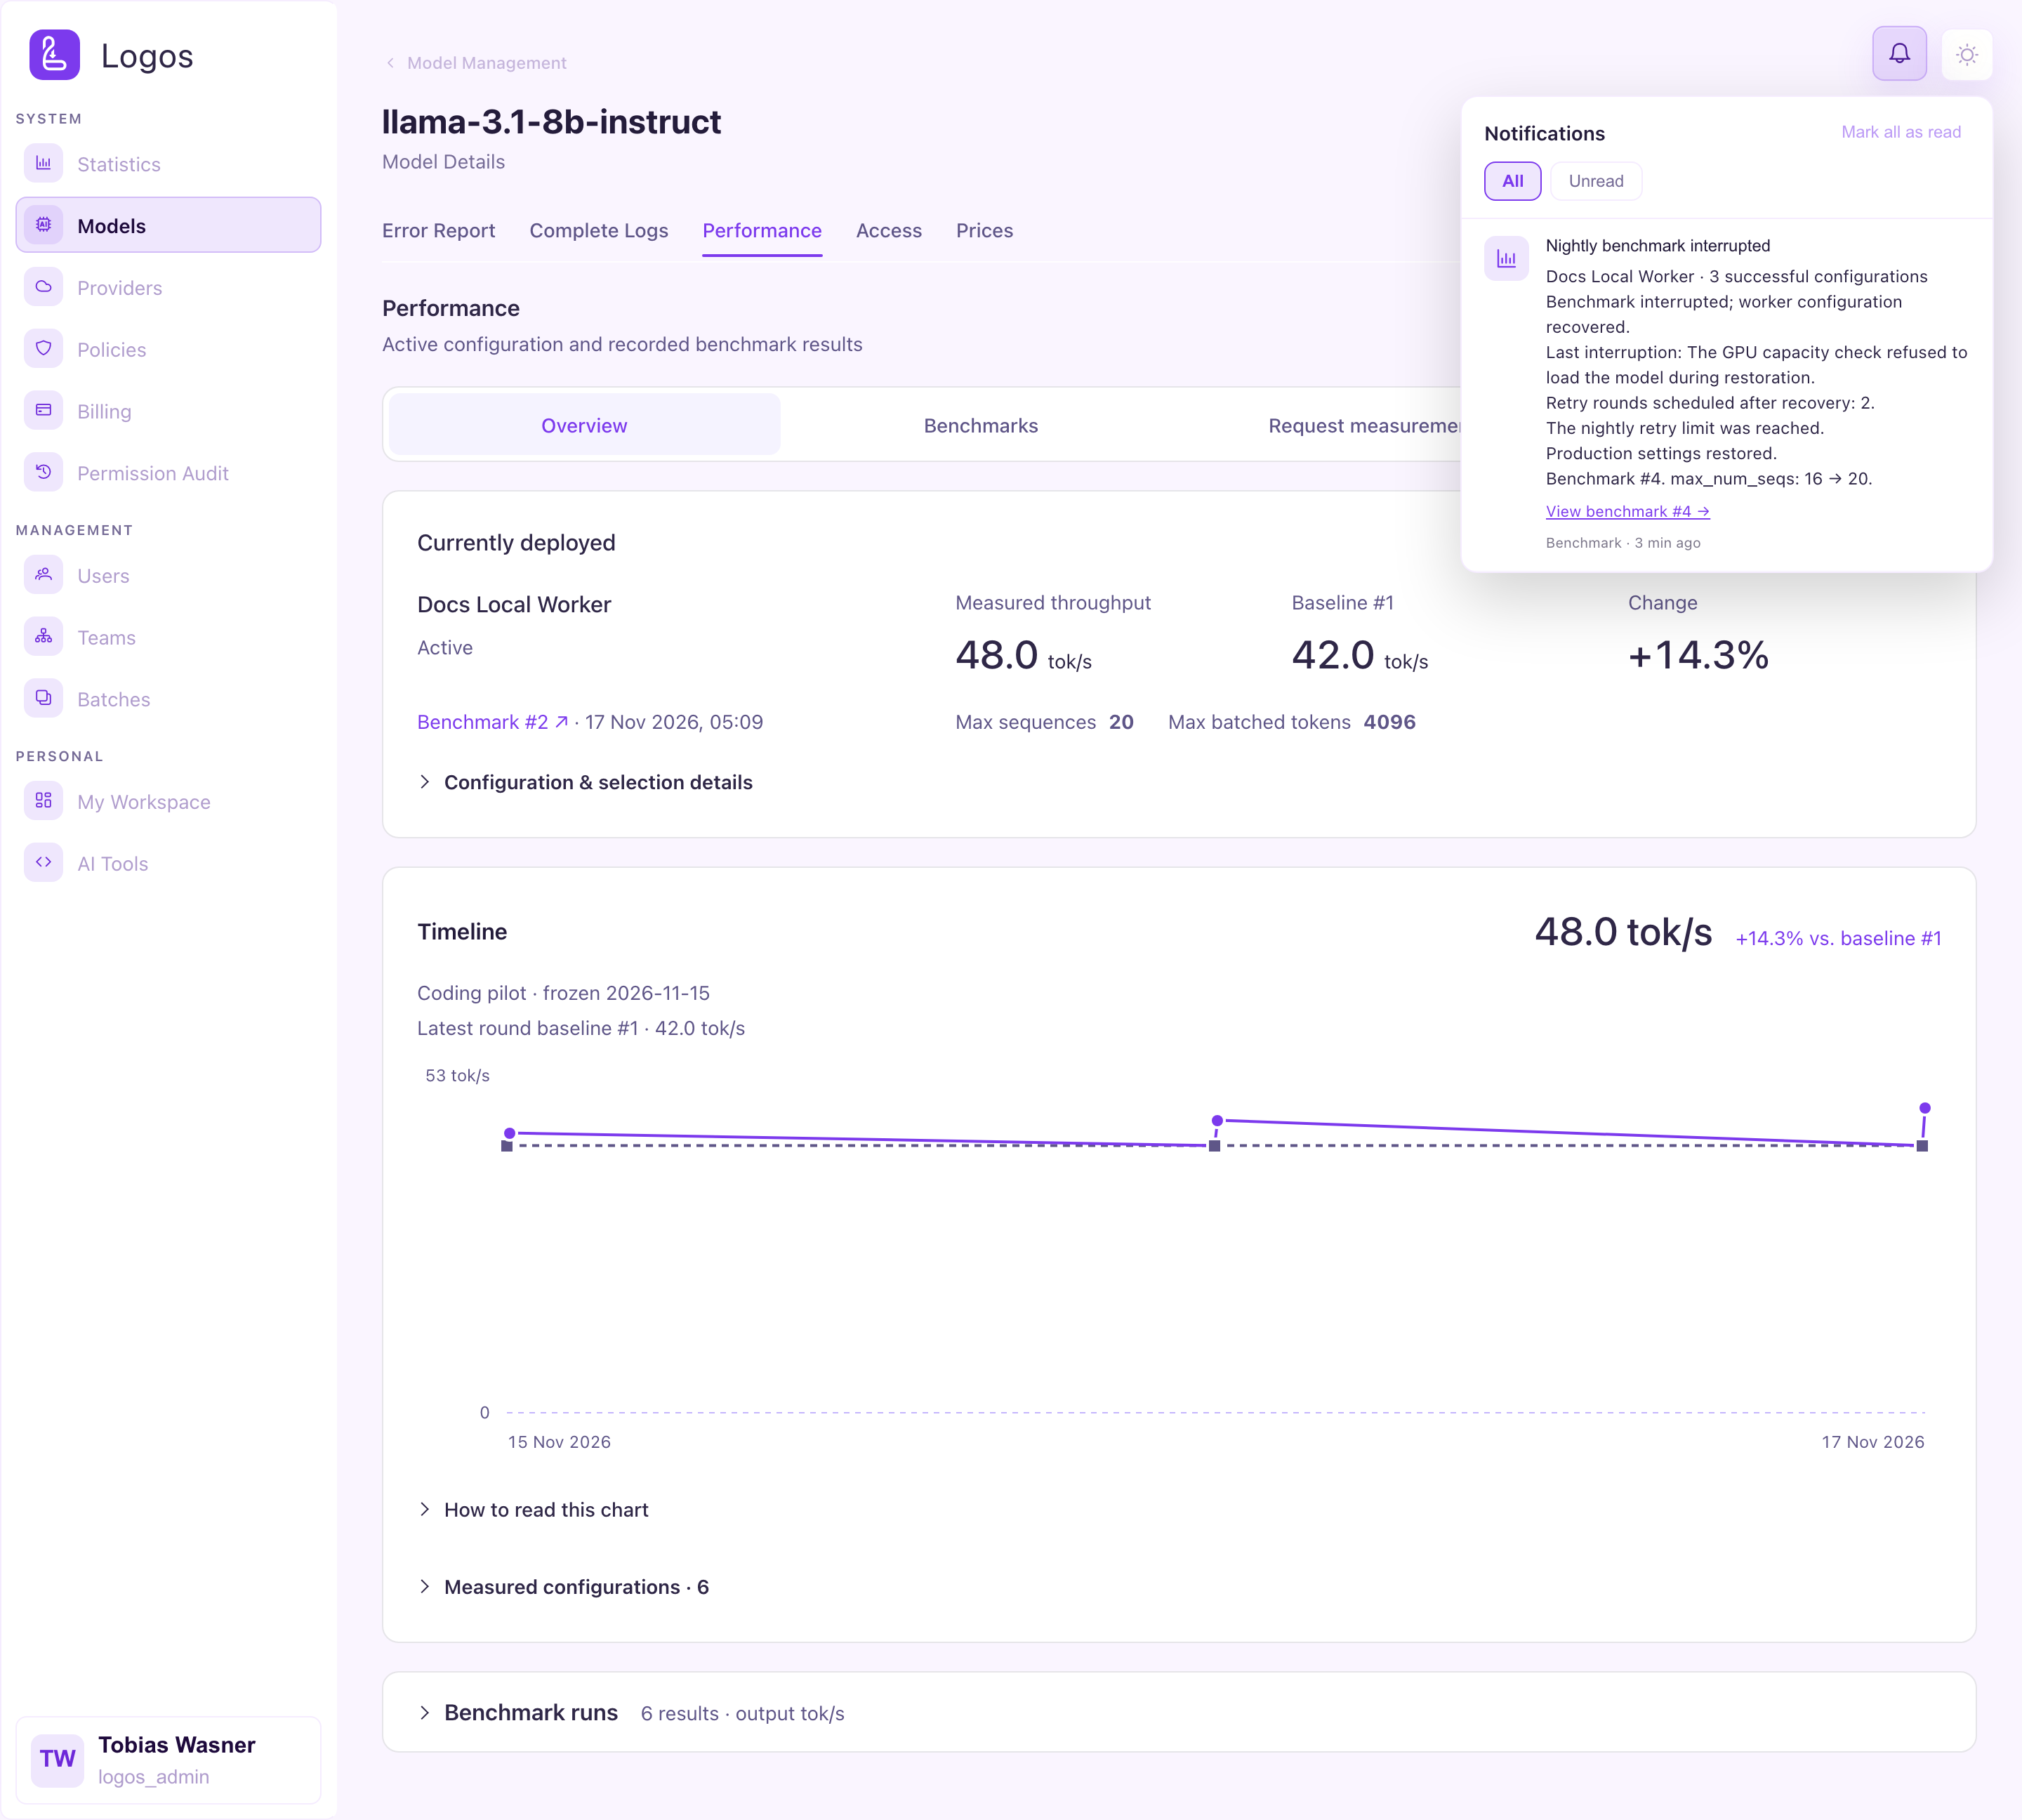 Logos
SYSTEM
Statistics
Models
Providers
Policies
Billing
Permission Audit
MANAGEMENT
Users
Teams
Batches
PERSONAL
My Workspace
AI Tools
TW
Tobias Wasner
logos_admin
Model Management
llama-3.1-8b-instruct
Model Details
Error Report
Complete Logs
Performance
Access
Prices
Performance
Active configuration and recorded benchmark results
Overview
Benchmarks
Request measuremen
Notifications
Mark all as read
All
Unread
Nightly benchmark interrupted
Docs Local Worker · 3 successful configurations
Benchmark interrupted; worker configuration
recovered.
Last interruption: The GPU capacity check refused to
load the model during restoration.
Retry rounds scheduled after recovery: 2.
The nightly retry limit was reached.
Production settings restored.
Benchmark #4. max_num_seqs: 16 → 20.
View benchmark #4 →
Benchmark · 3 min ago
Currently deployed
Docs Local Worker
Active
Measured throughput
48.0 tok/s
Baseline #1
42.0 tok/s
Change
+14.3%
Benchmark #2 ↗ · 17 Nov 2026, 05:09
Max sequences 20
Max batched tokens 4096
Configuration & selection details
Timeline
48.0 tok/s +14.3% vs. baseline #1
Coding pilot · frozen 2026-11-15
Latest round baseline #1 · 42.0 tok/s
53 tok/s
0
15 Nov 2026
17 Nov 2026
How to read this chart
Measured configurations · 6
Benchmark runs 6 results · output tok/s